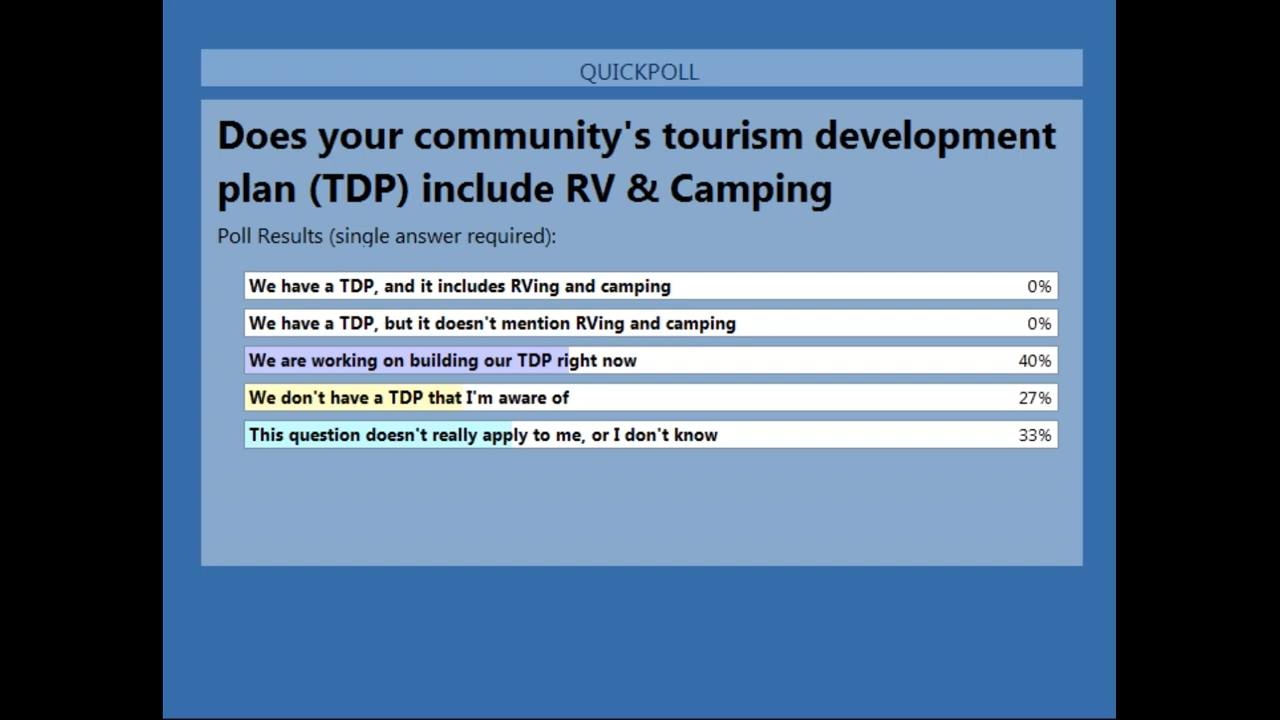 QUICKPOLL
Does your community's tourism development
plan (TDP) include RV & Camping
Poll Results (single answer required):
We have a TDP, and it includes RVing and camping 0%
We have a TDP, but it doesn't mention RVing and camping 0%
We are working on building our TDP right now 40%
We don't have a TDP that I'm aware of 27%
This question doesn't really apply to me, or I don't know 33%